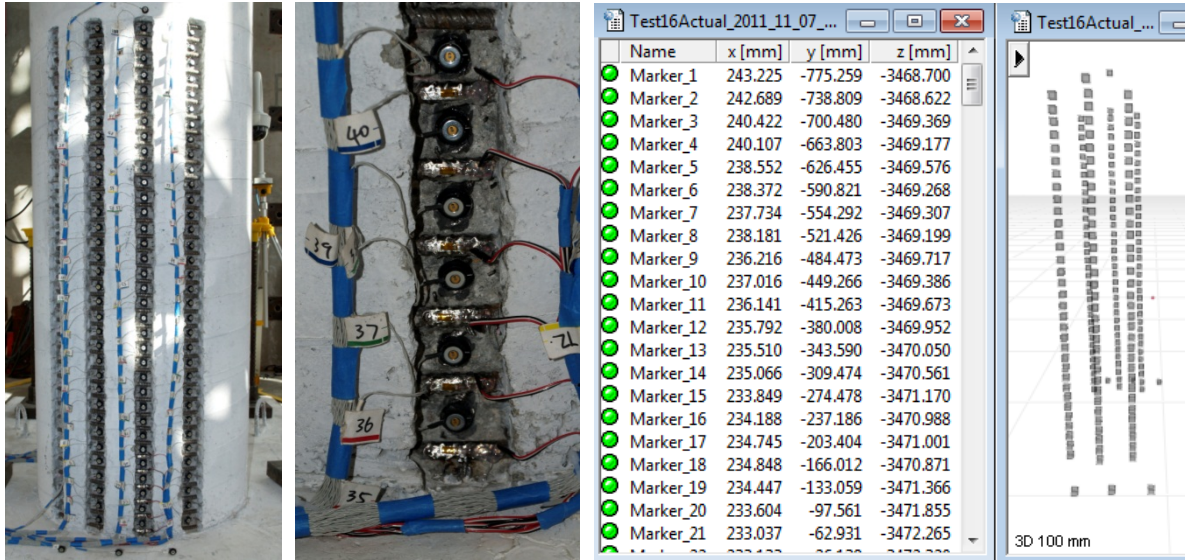 40
39
37
36
35
Test16Actual_2011_11_07_...
Name x [mm] y [mm] z [mm]
Marker_1 243.225 -775.259 -3468.700
Marker_2 242.689 -738.809 -3468.622
Marker_3 240.422 -700.480 -3469.369
Marker_4 240.107 -663.803 -3469.177
Marker_5 238.552 -626.455 -3469.576
Marker_6 238.372 -590.821 -3469.268
Marker_7 237.734 -554.292 -3469.307
Marker_8 238.181 -521.426 -3469.199
Marker_9 236.216 -484.473 -3469.717
Marker_10 237.016 -449.266 -3469.386
Marker_11 236.141 -415.263 -3469.673
Marker_12 235.792 -380.008 -3469.952
Marker_13 235.510 -343.590 -3470.050
Marker_14 235.066 -309.474 -3470.561
Marker_15 233.849 -274.478 -3471.170
Marker_16 234.188 -237.186 -3470.988
Marker_17 234.745 -203.404 -3471.001
Marker_18 234.848 -166.012 -3470.871
Marker_19 234.447 -133.059 -3471.366
Marker_20 233.604 -97.561 -3471.855
Marker_21 233.037 -62.931 -3472.265
Test16Actual_...
3D 100 mm